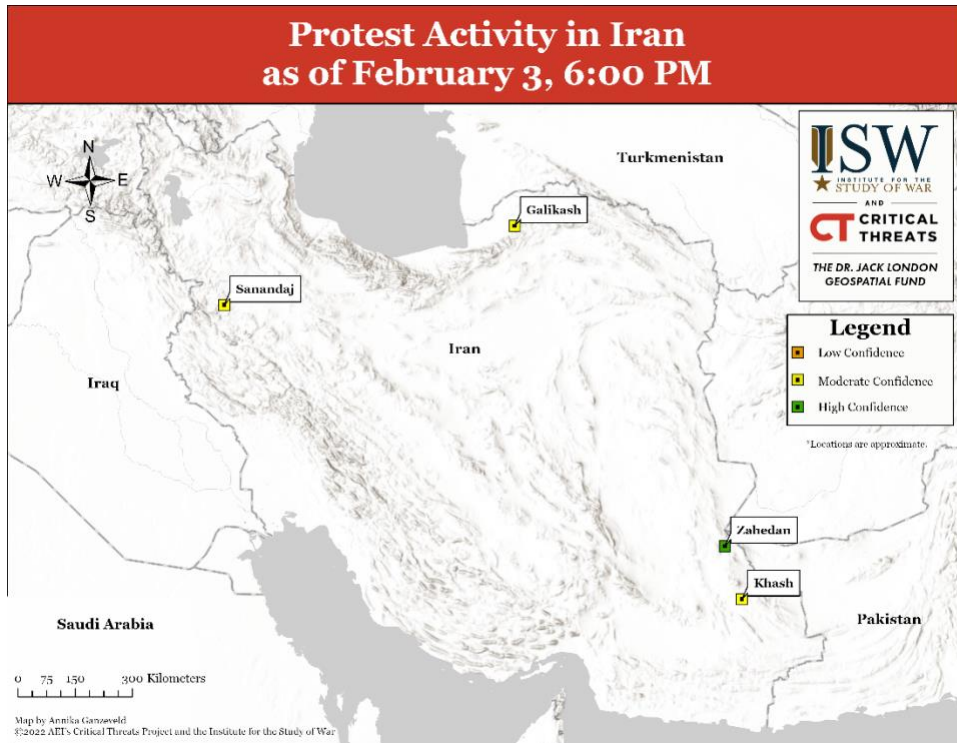 Protest Activity in Iran
as of February 3, 6:00 PM
N
W E
S
Turkmenistan
ISW
INSTITUTE FOR THE
STUDY OF WAR
AND
CT CRITICAL
THREATS
THE DR. JACK LONDON
GEOSPATIAL FUND
Galikash
Sanandaj
Iran
Iraq
Legend
Low Confidence
Moderate Confidence
High Confidence
*Locations are approximate.
Zahedan
Khash
Saudi Arabia
Pakistan
0 75 150 300 Kilometers
Map by Annika Ganzeveld
©2022 AEI's Critical Threats Project and the Institute for the Study of War